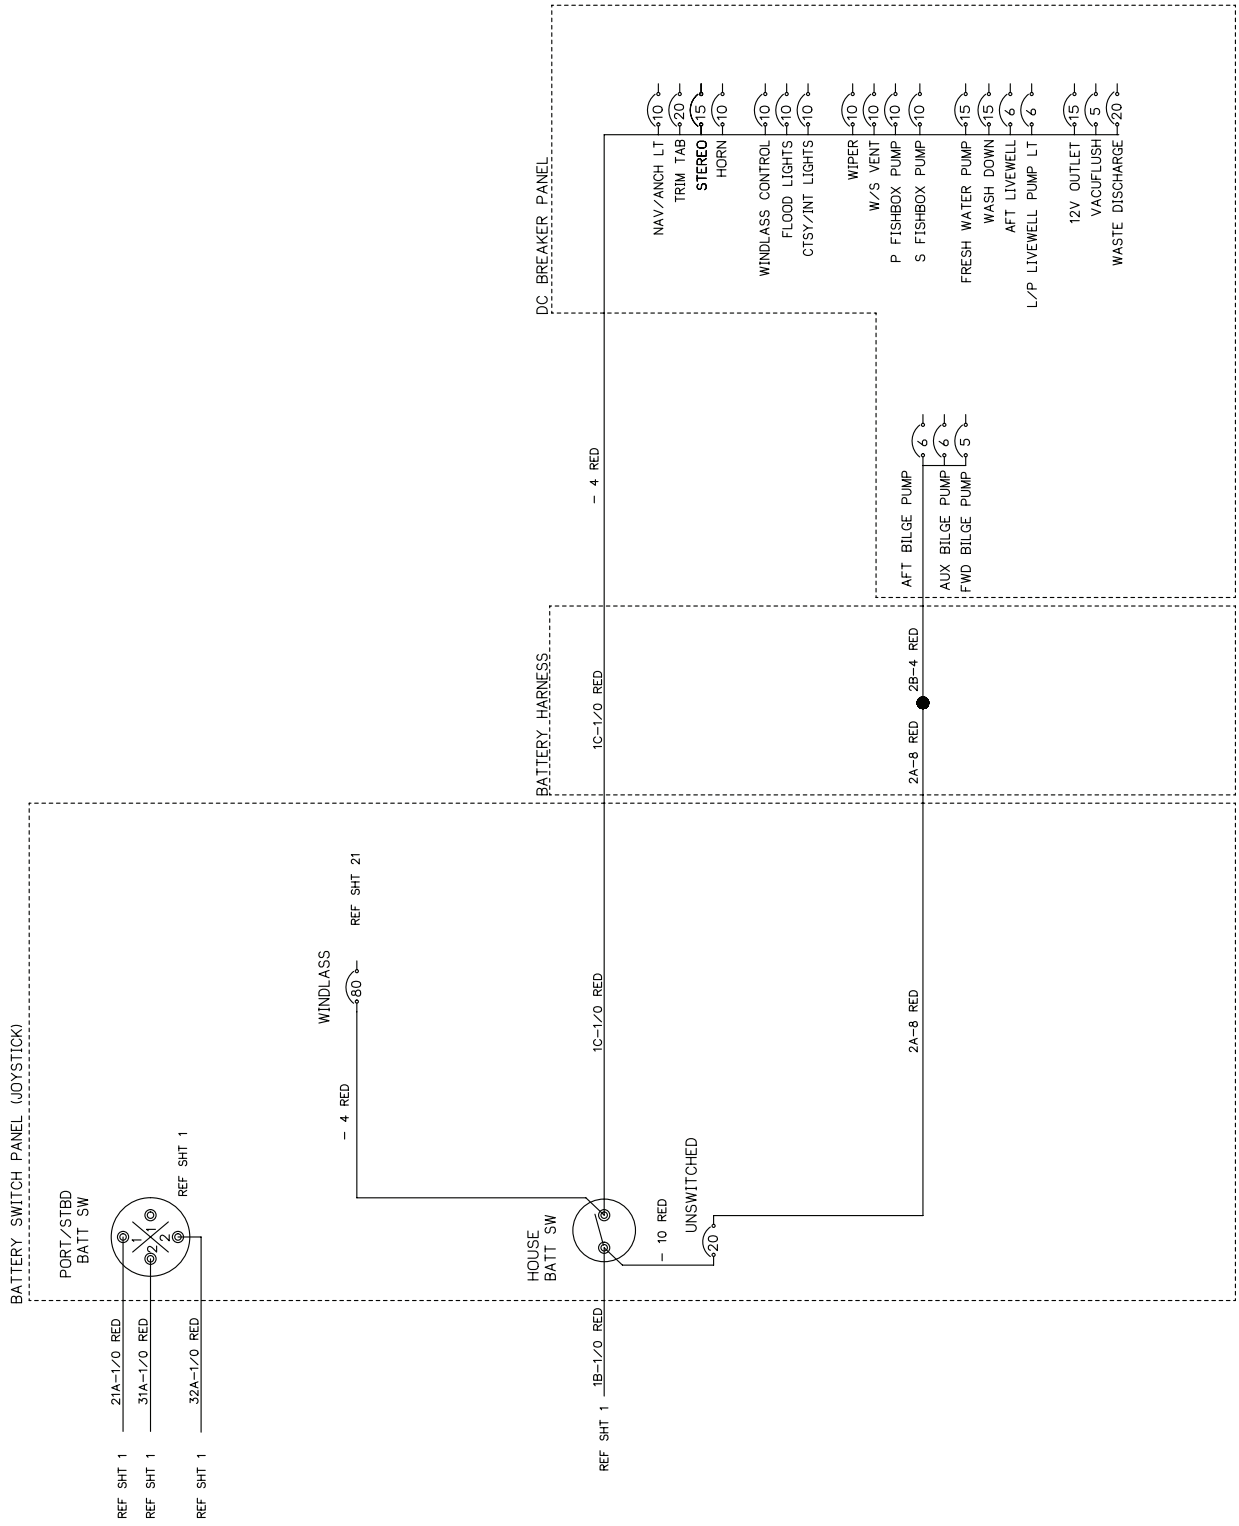 BATTERY SWITCH PANEL (JOYSTICK)
PORT/STBD
BATT SW
1
1
2
2
REF SHT 1
21A-1/0 RED
REF SHT 1
31A-1/0 RED
REF SHT 1
32A-1/0 RED
REF SHT 1
WINDLASS
80
REF SHT 21
- 4 RED
HOUSE
BATT SW
1B-1/0 RED
REF SHT 1
- 10 RED
UNSWITCHED
20
1C-1/0 RED
2A-8 RED
BATTERY HARNESS
1C-1/0 RED
2A-8 RED
2B-4 RED
- 4 RED
DC BREAKER PANEL
NAV/ANCH LT 10
TRIM TAB 20
STEREO 15
HORN 10
WINDLASS CONTROL 10
FLOOD LIGHTS 10
CTSY/INT LIGHTS 10
WIPER 10
W/S VENT 10
P FISHBOX PUMP 10
S FISHBOX PUMP 10
FRESH WATER PUMP 15
WASH DOWN 15
AFT LIVEWELL 6
L/P LIVEWELL PUMP LT 6
12V OUTLET 15
VACUFLUSH 5
WASTE DISCHARGE 20
AFT BILGE PUMP 6
AUX BILGE PUMP 6
FWD BILGE PUMP 5